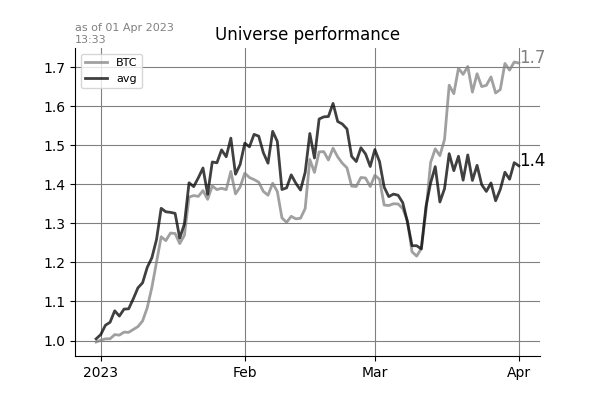 as of 01 Apr 2023
13:33
Universe performance
BTC
avg
1.7
1.4
1.7
1.6
1.5
1.4
1.3
1.2
1.1
1.0
2023
Feb
Mar
Apr